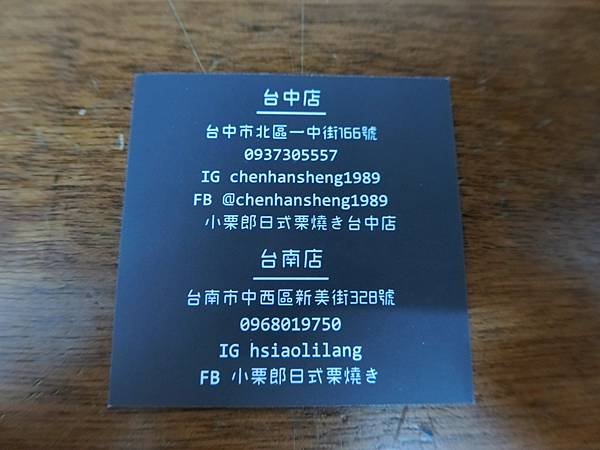 台中店
台中市北區一中街166號
0937305557
IG chenhansheng1989
FB @chenhansheng1989
小栗郎日式栗燒き台中店
台南店
台南市中西區新美街328號
0968019750
IG hsiaolilang
FB 小栗郎日式栗燒き